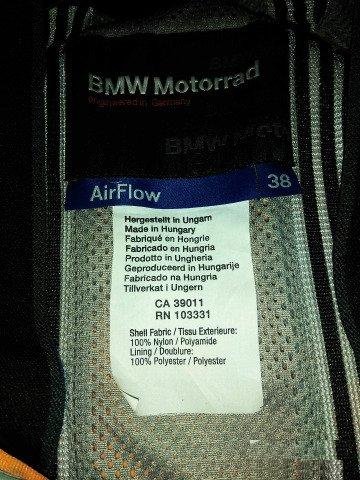 BMW Motorrad
Engineered in Germany
BMW Mot
AirFlow
38
Hergestellt in Ungarn
Made in Hungary
Fabriqué en Hongrie
Fabricado en Hungria
Prodotto in Ungheria
Geproduceerd in Hungarije
Fabricado na Hungria
Tillverkat i Ungern
CA 39011
RN 103331
Shell Fabric / Tissu Exterieure:
100% Nylon / Polyamide
Lining / Doublure:
100% Polyester / Polyester